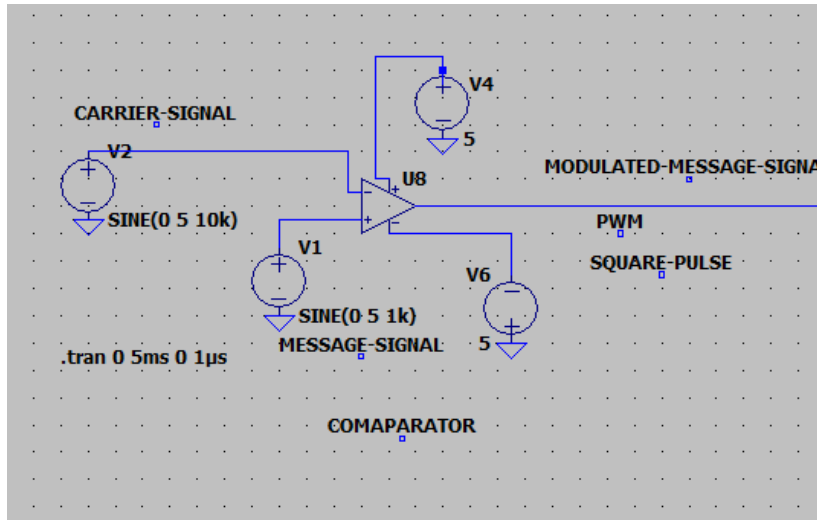 V4
CARRIER-SIGNAL
5
V2
MODULATED-MESSAGE-SIGNA
U8
+
-
SINE(0 5 10k)
PWM
V1
SQUARE-PULSE
V6
SINE(0 5 1k)
MESSAGE-SIGNAL
5
.tran 0 5ms 0 1µs
COMAPARATOR